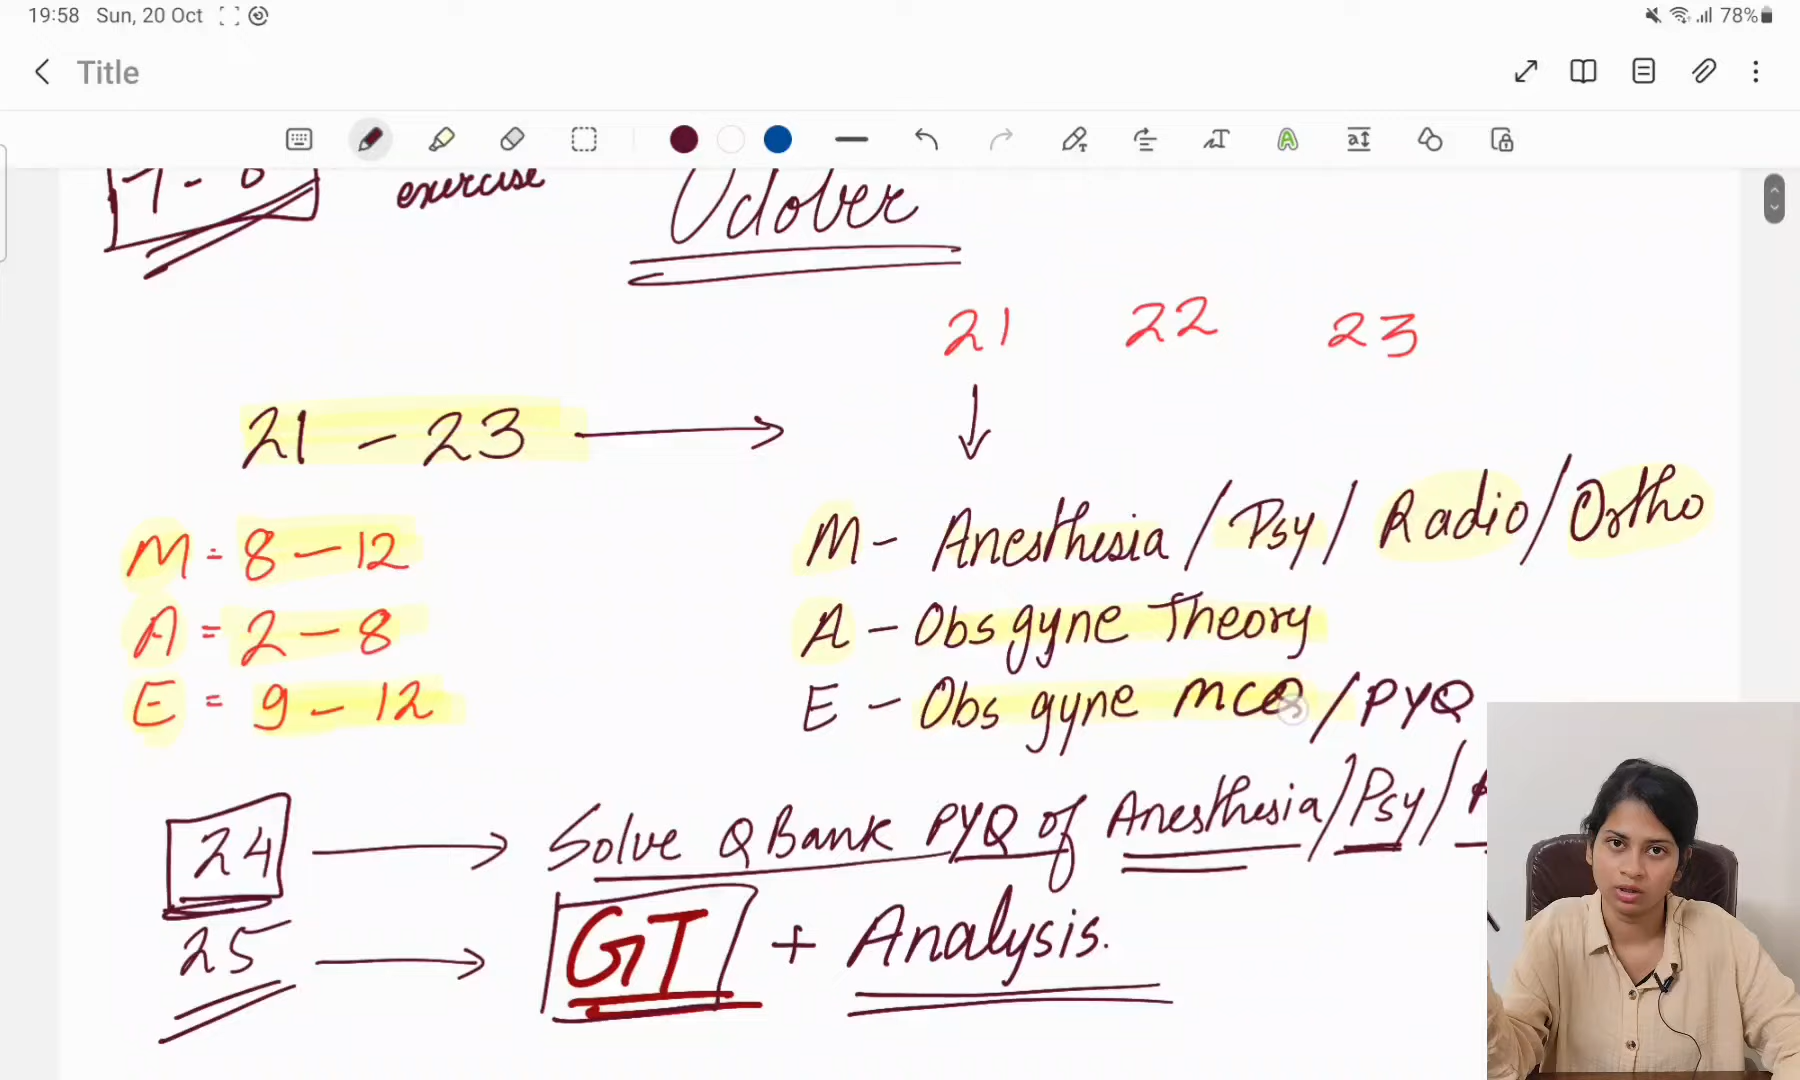 19:58 Sun, 20 Oct 78%
Title
7 - 8 exercise
October
21 22 23
21 - 23
M - Anesthesia / Psy / Radio / Ortho
M = 8 - 12
A - Obs gyne Theory
A = 2 - 8
E - Obs gyne MCQ / PYQ
E = 9 - 12
24 → Solve Q Bank PYQ of Anesthesia / Psy /
25 → GT + Analysis.